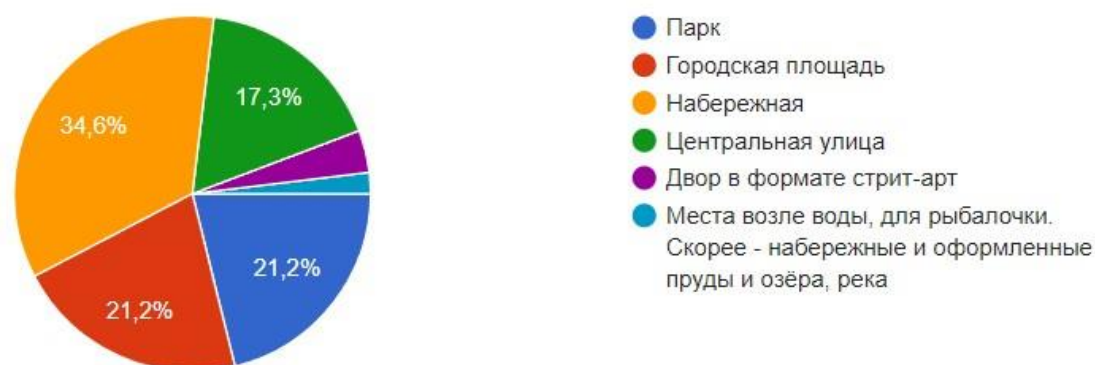 34,6%
17,3%
21,2%
21,2%
Парк
Городская площадь
Набережная
Центральная улица
Двор в формате стрит-арт
Места возле воды, для рыбалочки.
Скорее - набережные и оформленные
пруды и озёра, река